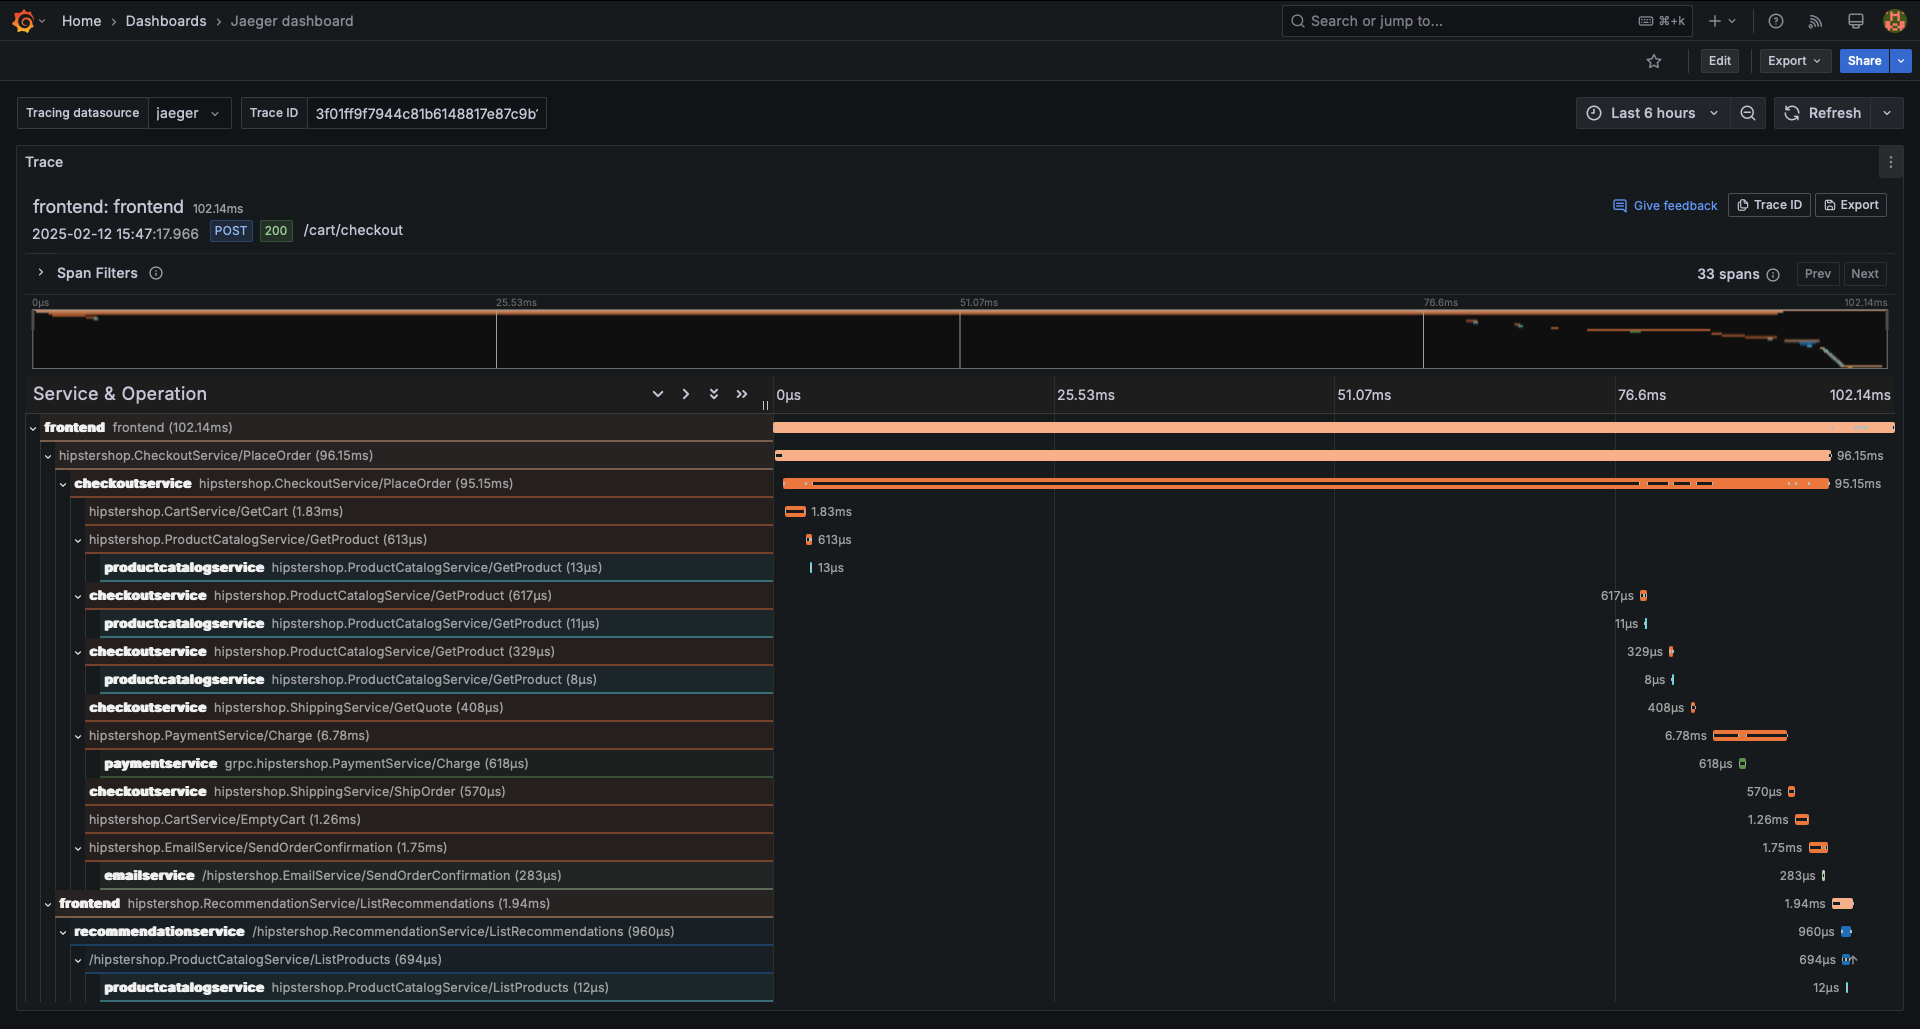 Home › Dashboards › Jaeger dashboard
Search or jump to...
⌘+k
Edit
Export
Share
Tracing datasource
jaeger
Trace ID
3f01ff9f7944c81b6148817e87c9b
Last 6 hours
Refresh
Trace
frontend: frontend 102.14ms
Give feedback
Trace ID
Export
2025-02-12 15:47:17.966 POST 200 /cart/checkout
Span Filters
33 spans
Prev
Next
0μs 25.53ms 51.07ms 76.6ms 102.14ms
Service & Operation
0μs 25.53ms 51.07ms 76.6ms 102.14ms
frontend frontend (102.14ms)
hipstershop.CheckoutService/PlaceOrder (96.15ms) 96.15ms
checkoutservice hipstershop.CheckoutService/PlaceOrder (95.15ms) 95.15ms
hipstershop.CartService/GetCart (1.83ms) 1.83ms
hipstershop.ProductCatalogService/GetProduct (613μs) 613μs
productcatalogservice hipstershop.ProductCatalogService/GetProduct (13μs) 13μs
checkoutservice hipstershop.ProductCatalogService/GetProduct (617μs) 617μs
productcatalogservice hipstershop.ProductCatalogService/GetProduct (11μs) 11μs
checkoutservice hipstershop.ProductCatalogService/GetProduct (329μs) 329μs
productcatalogservice hipstershop.ProductCatalogService/GetProduct (8μs) 8μs
checkoutservice hipstershop.ShippingService/GetQuote (408μs) 408μs
hipstershop.PaymentService/Charge (6.78ms) 6.78ms
paymentservice grpc.hipstershop.PaymentService/Charge (618μs) 618μs
checkoutservice hipstershop.ShippingService/ShipOrder (570μs) 570μs
hipstershop.CartService/EmptyCart (1.26ms) 1.26ms
hipstershop.EmailService/SendOrderConfirmation (1.75ms) 1.75ms
emailservice /hipstershop.EmailService/SendOrderConfirmation (283μs) 283μs
frontend hipstershop.RecommendationService/ListRecommendations (1.94ms) 1.94ms
recommendationservice /hipstershop.RecommendationService/ListRecommendations (960μs) 960μs
/hipstershop.ProductCatalogService/ListProducts (694μs) 694μs
productcatalogservice hipstershop.ProductCatalogService/ListProducts (12μs) 12μs